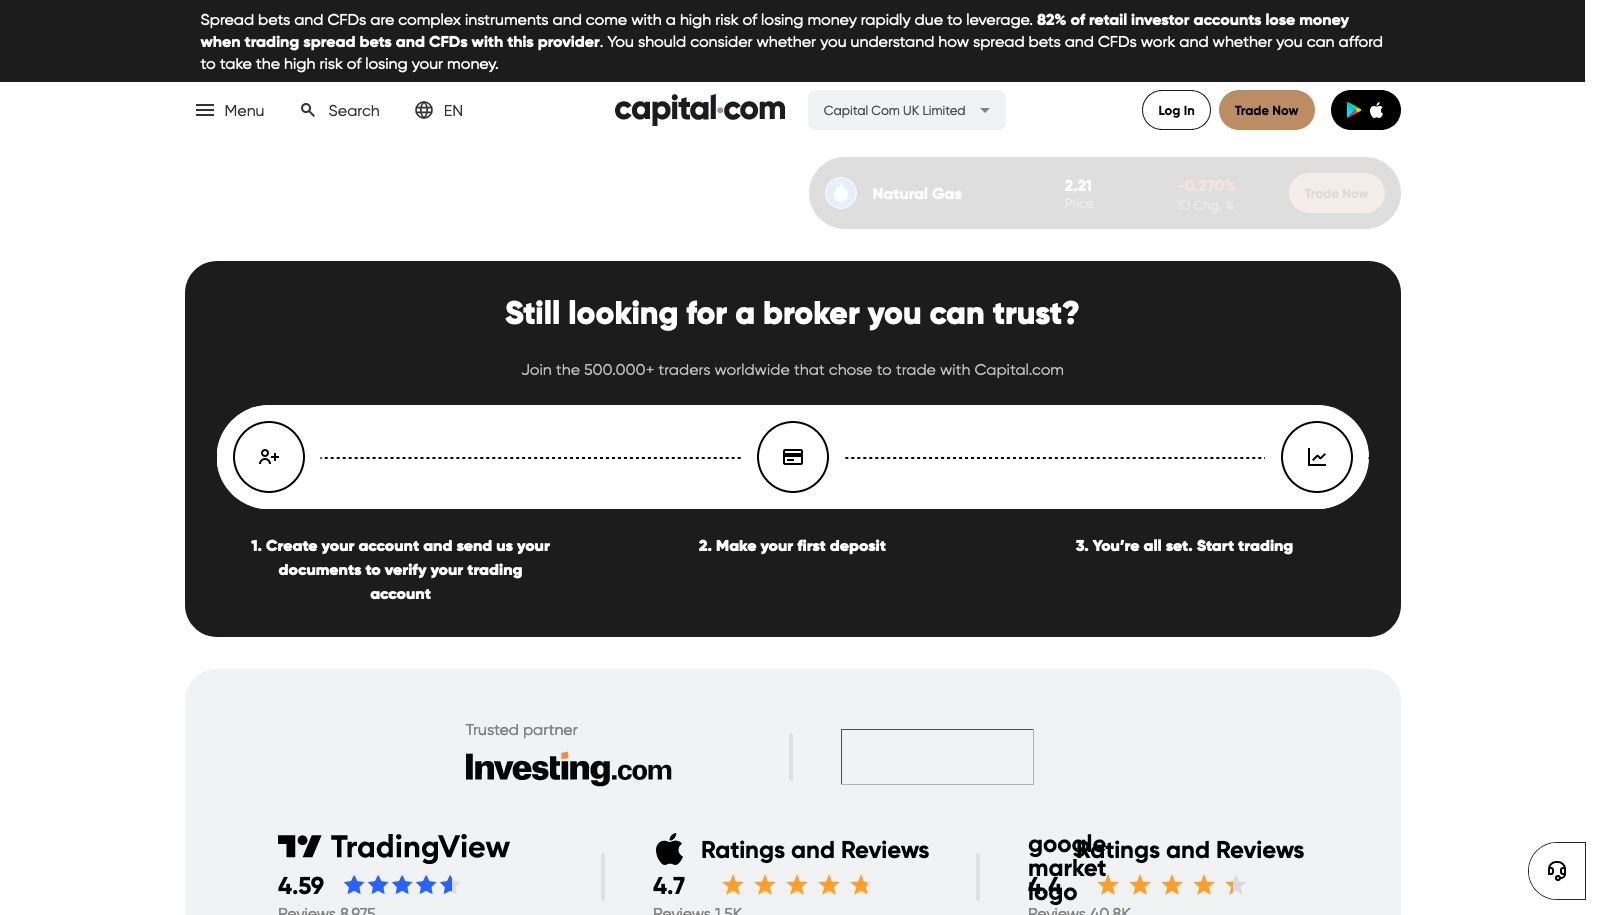 Spread bets and CFDs are complex instruments and come with a high risk of losing money rapidly due to leverage. 82% of retail investor accounts lose money
when trading spread bets and CFDs with this provider. You should consider whether you understand how spread bets and CFDs work and whether you can afford
to take the high risk of losing your money.
Menu
Search
EN
capital.com
Capital Com UK Limited
Log In
Trade Now
Natural Gas
2.21
Price
-0.270%
1D Chg, %
Trade Now
Still looking for a broker you can trust?
Join the 500.000+ traders worldwide that chose to trade with Capital.com
1. Create your account and send us your
documents to verify your trading
account
2. Make your first deposit
3. You’re all set. Start trading
Trusted partner
Investing.com
TradingView
4.59
Reviews 8,975
Ratings and Reviews
4.7
Reviews 1.5K
google
market
logo
Ratings and Reviews
4.4
Reviews 40.8K